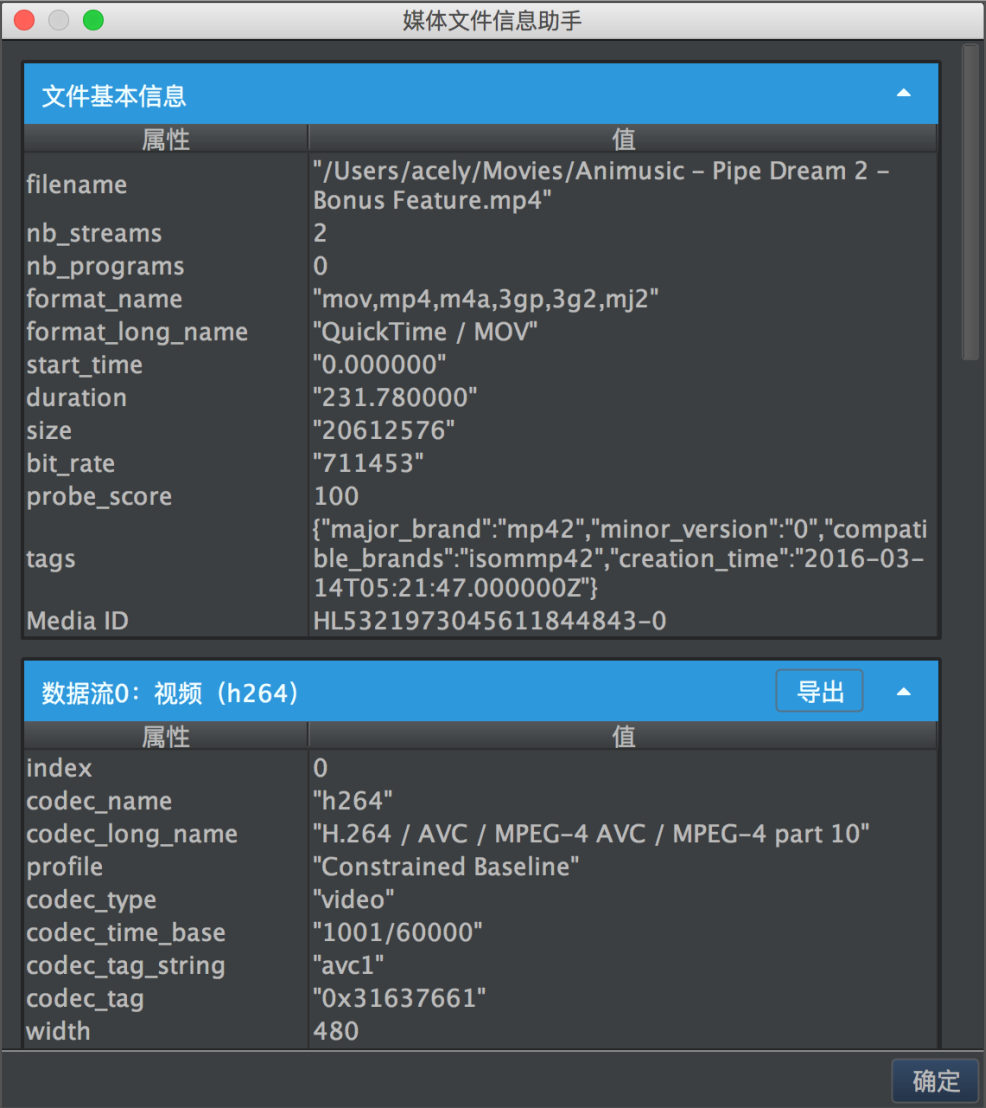 媒体文件信息助手
文件基本信息
属性 值
filename "/Users/acely/Movies/Animusic – Pipe Dream 2 –
Bonus Feature.mp4"
nb_streams 2
nb_programs 0
format_name "mov,mp4,m4a,3gp,3g2,mj2"
format_long_name "QuickTime / MOV"
start_time "0.000000"
duration "231.780000"
size "20612576"
bit_rate "711453"
probe_score 100
tags {"major_brand":"mp42","minor_version":"0","compati
ble_brands":"isommp42","creation_time":"2016-03-
14T05:21:47.000000Z"}
Media ID HL5321973045611844843-0
数据流0：视频（h264） 导出
属性 值
index 0
codec_name "h264"
codec_long_name "H.264 / AVC / MPEG-4 AVC / MPEG-4 part 10"
profile "Constrained Baseline"
codec_type "video"
codec_time_base "1001/60000"
codec_tag_string "avc1"
codec_tag "0x31637661"
width 480
确定